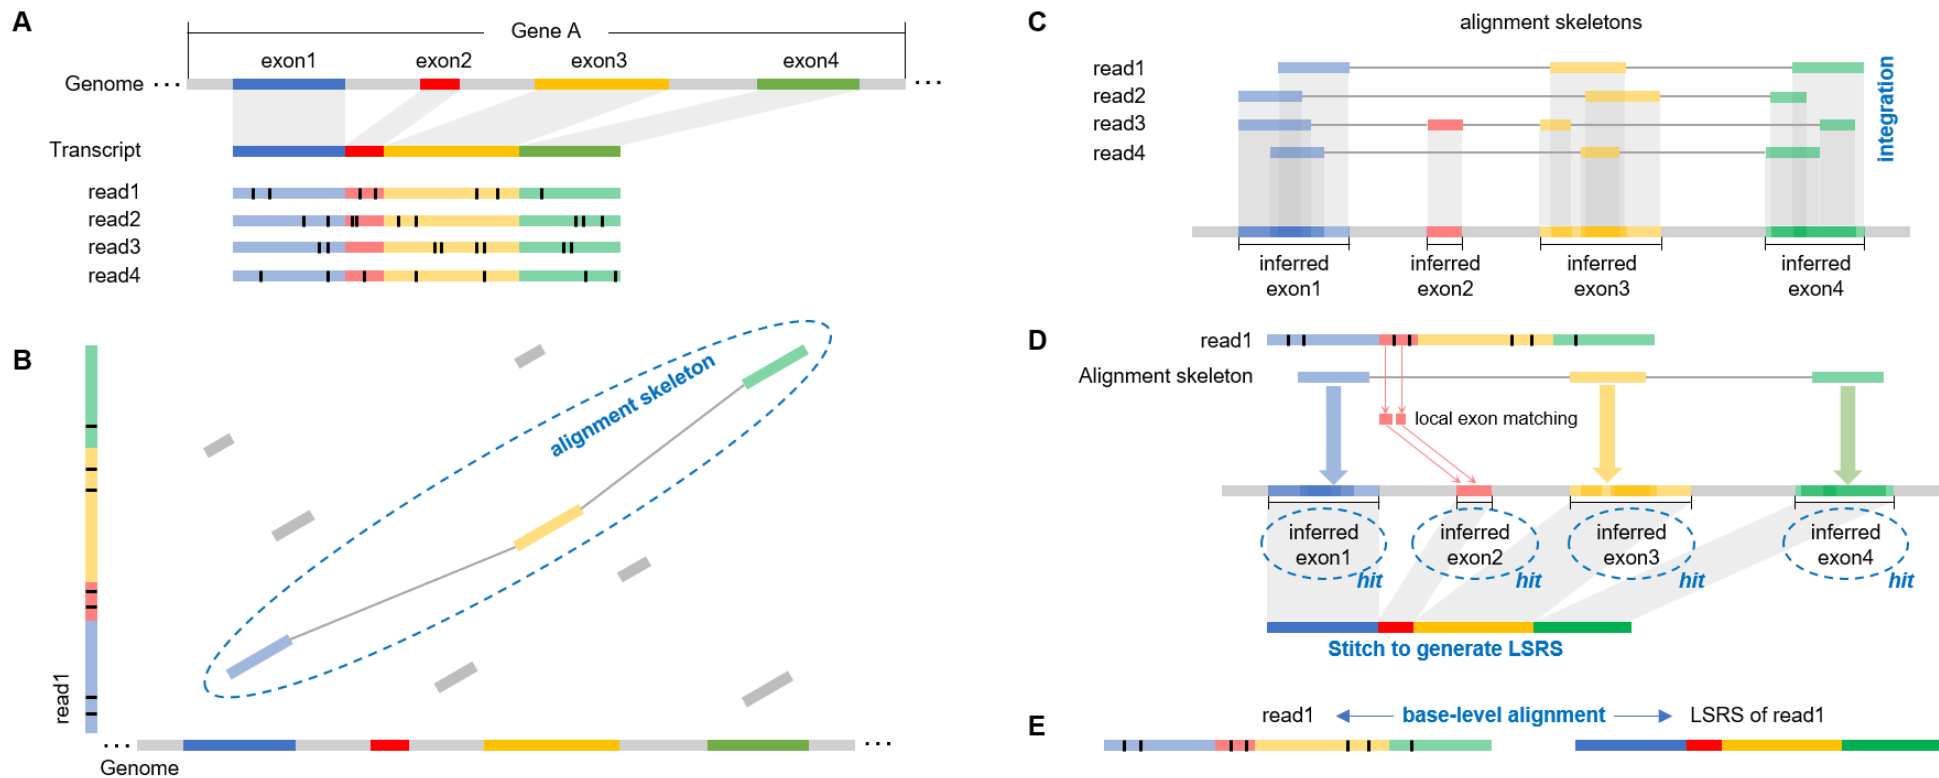 A
Gene A
exon1 exon2 exon3 exon4
Genome ... ...
Transcript
read1
read2
read3
read4
B
alignment skeleton
read1
... ...
Genome
C
alignment skeletons
read1
read2
read3
read4
integration
inferred exon1
inferred exon2
inferred exon3
inferred exon4
D
read1
Alignment skeleton
local exon matching
inferred exon1
hit
inferred exon2
hit
inferred exon3
hit
inferred exon4
hit
Stitch to generate LSRS
E
read1 base-level alignment LSRS of read1